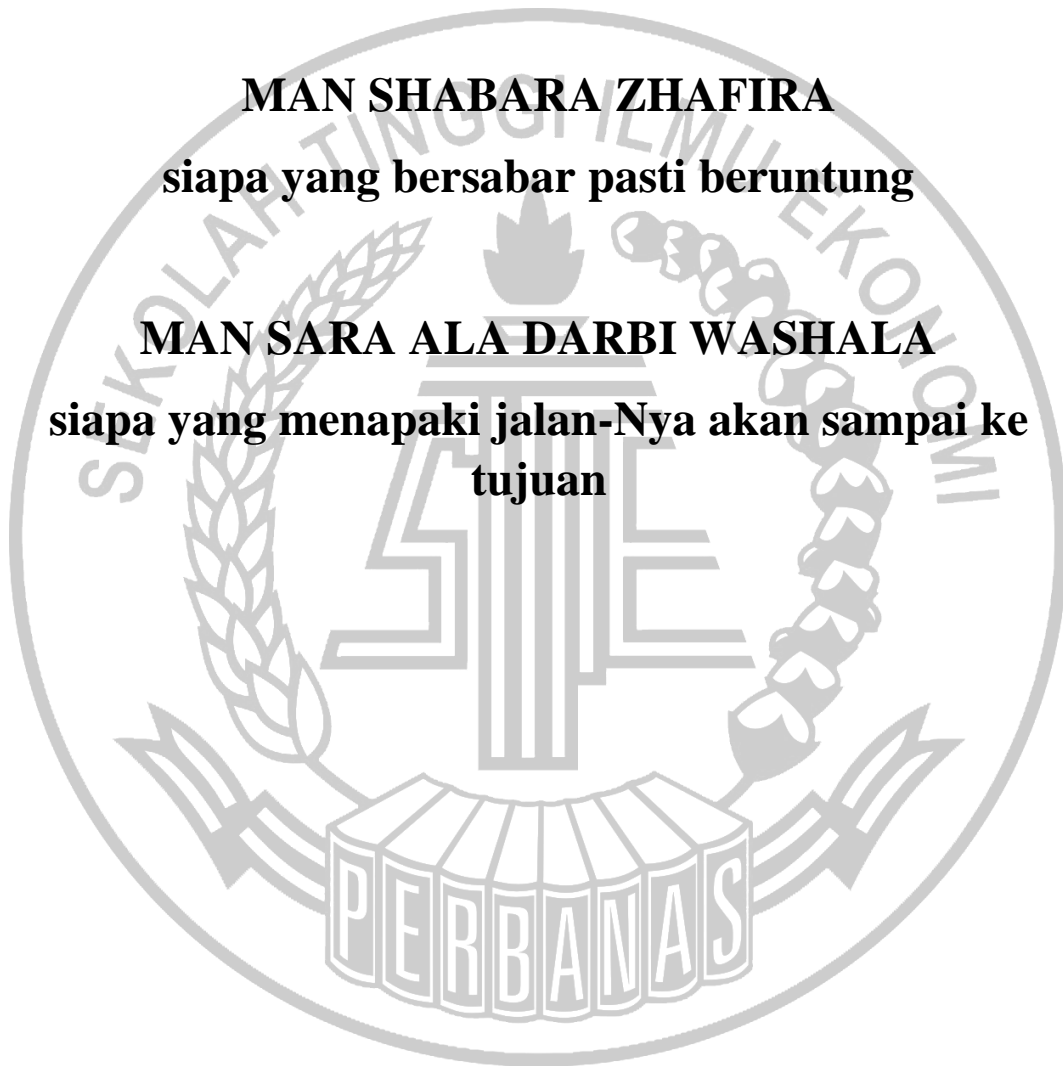 MAN SHABARA ZHAFIRA
siapa yang bersabar pasti beruntung
MAN SARA ALA DARBI WASHALA
siapa yang menapaki jalan-Nya akan sampai ke
tujuan
SEKOLAH TINGGI ILMU EKONOMI
PERBANAS